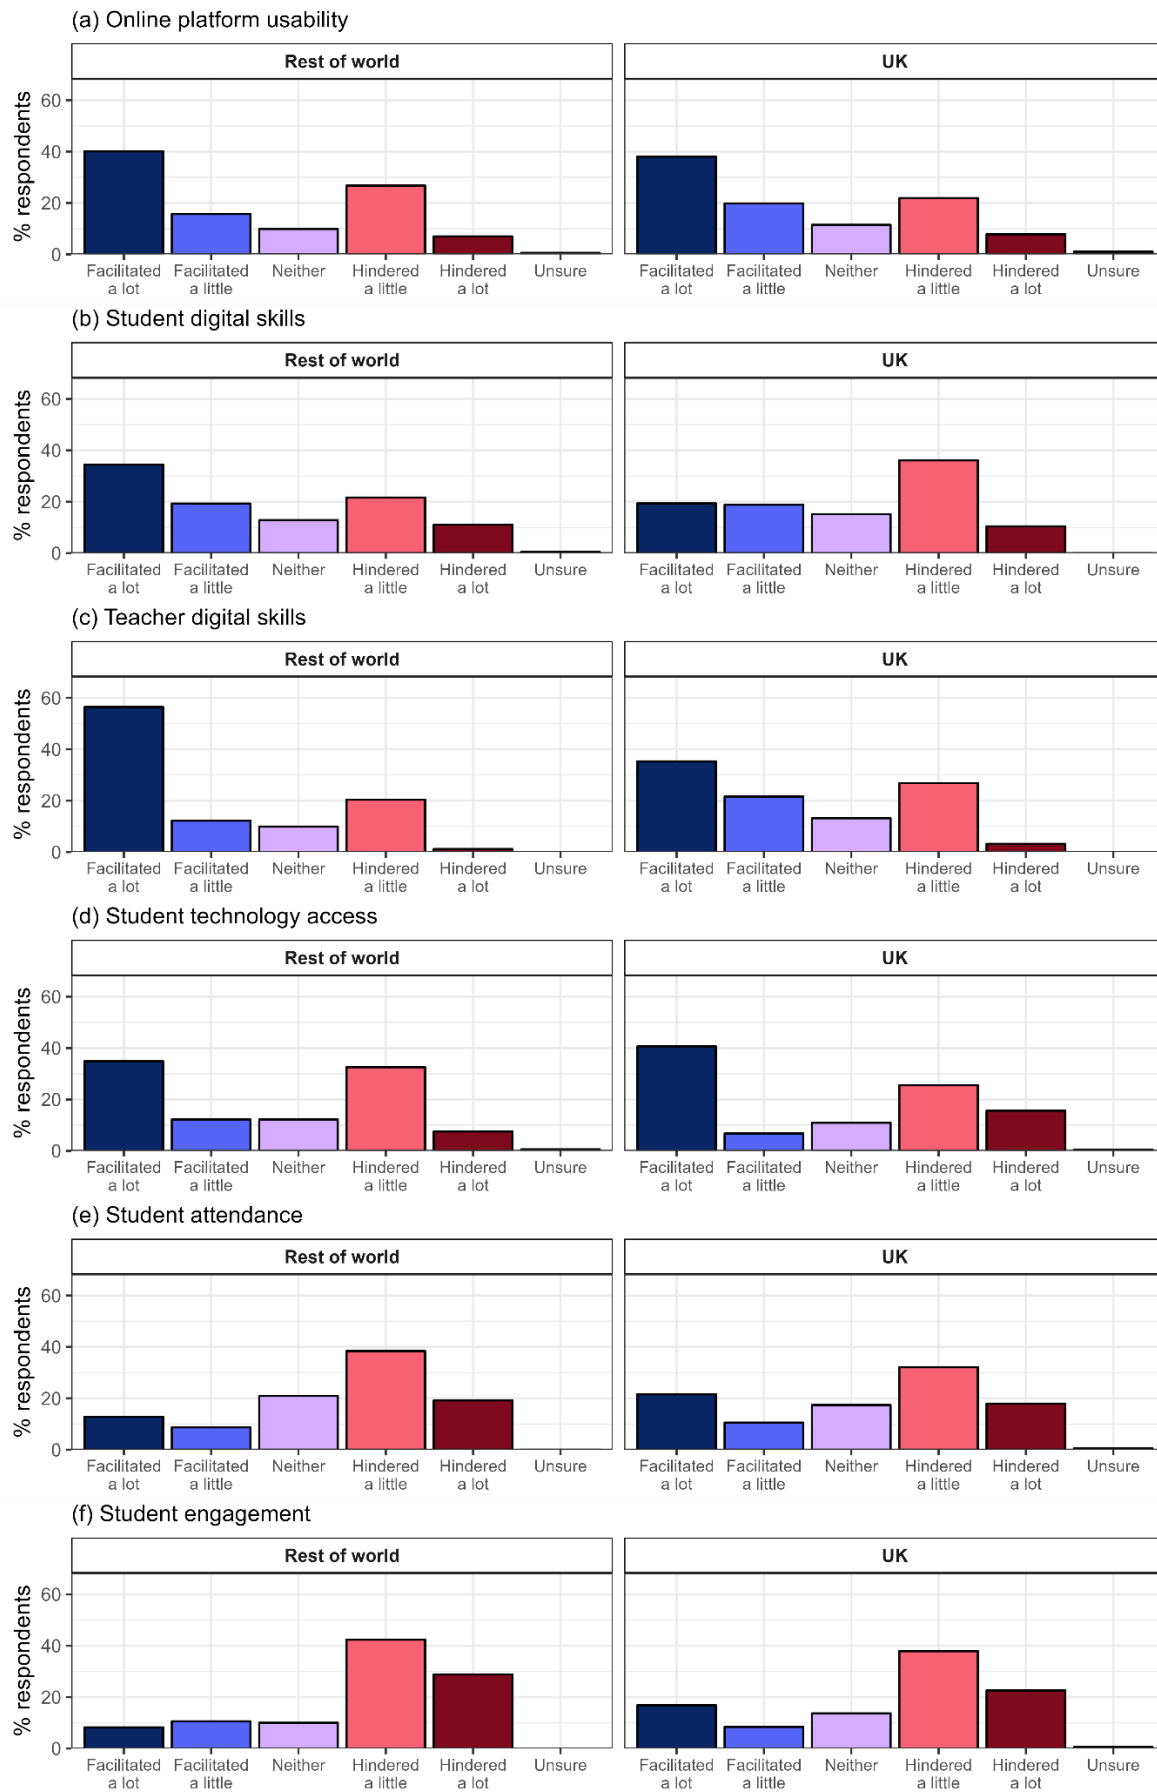 (a) Online platform usability
Rest of world
UK
% respondents
60
40
20
0
Facilitated a lot
Facilitated a little
Neither
Hindered a little
Hindered a lot
Unsure
Facilitated a lot
Facilitated a little
Neither
Hindered a little
Hindered a lot
Unsure
(b) Student digital skills
Rest of world
UK
% respondents
60
40
20
0
Facilitated a lot
Facilitated a little
Neither
Hindered a little
Hindered a lot
Unsure
Facilitated a lot
Facilitated a little
Neither
Hindered a little
Hindered a lot
Unsure
(c) Teacher digital skills
Rest of world
UK
% respondents
60
40
20
0
Facilitated a lot
Facilitated a little
Neither
Hindered a little
Hindered a lot
Unsure
Facilitated a lot
Facilitated a little
Neither
Hindered a little
Hindered a lot
Unsure
(d) Student technology access
Rest of world
UK
% respondents
60
40
20
0
Facilitated a lot
Facilitated a little
Neither
Hindered a little
Hindered a lot
Unsure
Facilitated a lot
Facilitated a little
Neither
Hindered a little
Hindered a lot
Unsure
(e) Student attendance
Rest of world
UK
% respondents
60
40
20
0
Facilitated a lot
Facilitated a little
Neither
Hindered a little
Hindered a lot
Unsure
Facilitated a lot
Facilitated a little
Neither
Hindered a little
Hindered a lot
Unsure
(f) Student engagement
Rest of world
UK
% respondents
60
40
20
0
Facilitated a lot
Facilitated a little
Neither
Hindered a little
Hindered a lot
Unsure
Facilitated a lot
Facilitated a little
Neither
Hindered a little
Hindered a lot
Unsure